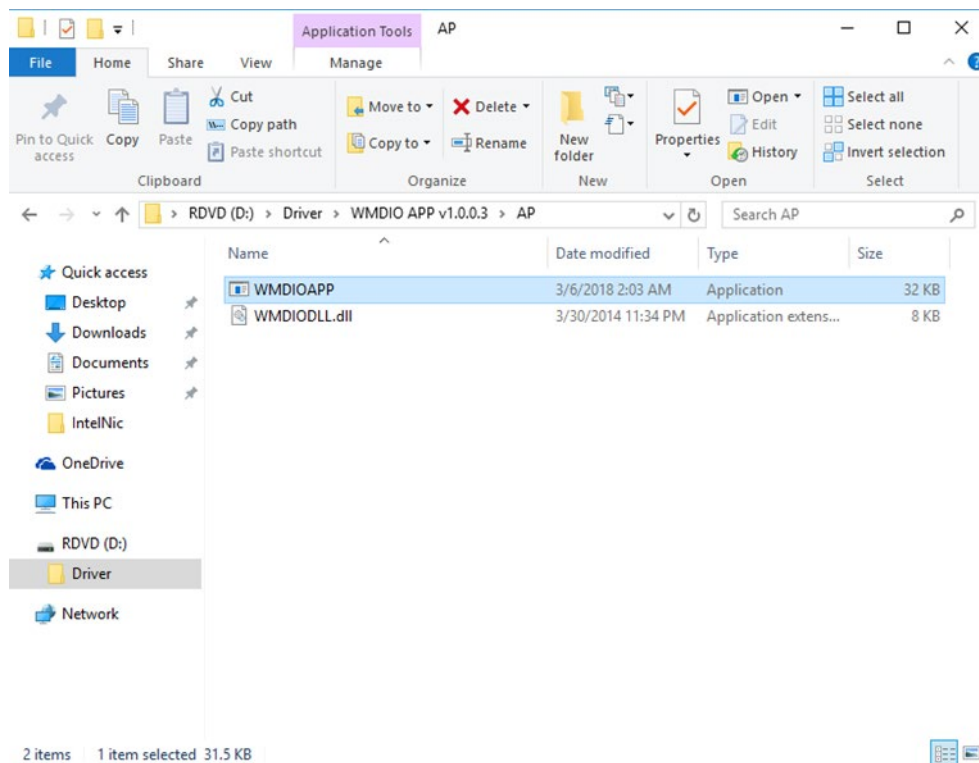 Application Tools AP
File Home Share View Manage
Pin to Quick access
Copy
Paste
Cut
Copy path
Paste shortcut
Clipboard
Move to
Copy to
Delete
Rename
Organize
New folder
New
Properties
Open
Edit
History
Open
Select all
Select none
Invert selection
Select
RDVD (D:) > Driver > WMDIO APP v1.0.0.3 > AP
Search AP
Name Date modified Type Size
WMDIOAPP 3/6/2018 2:03 AM Application 32 KB
WMDIODLL.dll 3/30/2014 11:34 PM Application extens... 8 KB
Quick access
Desktop
Downloads
Documents
Pictures
IntelNic
OneDrive
This PC
RDVD (D:)
Driver
Network
2 items 1 item selected 31.5 KB